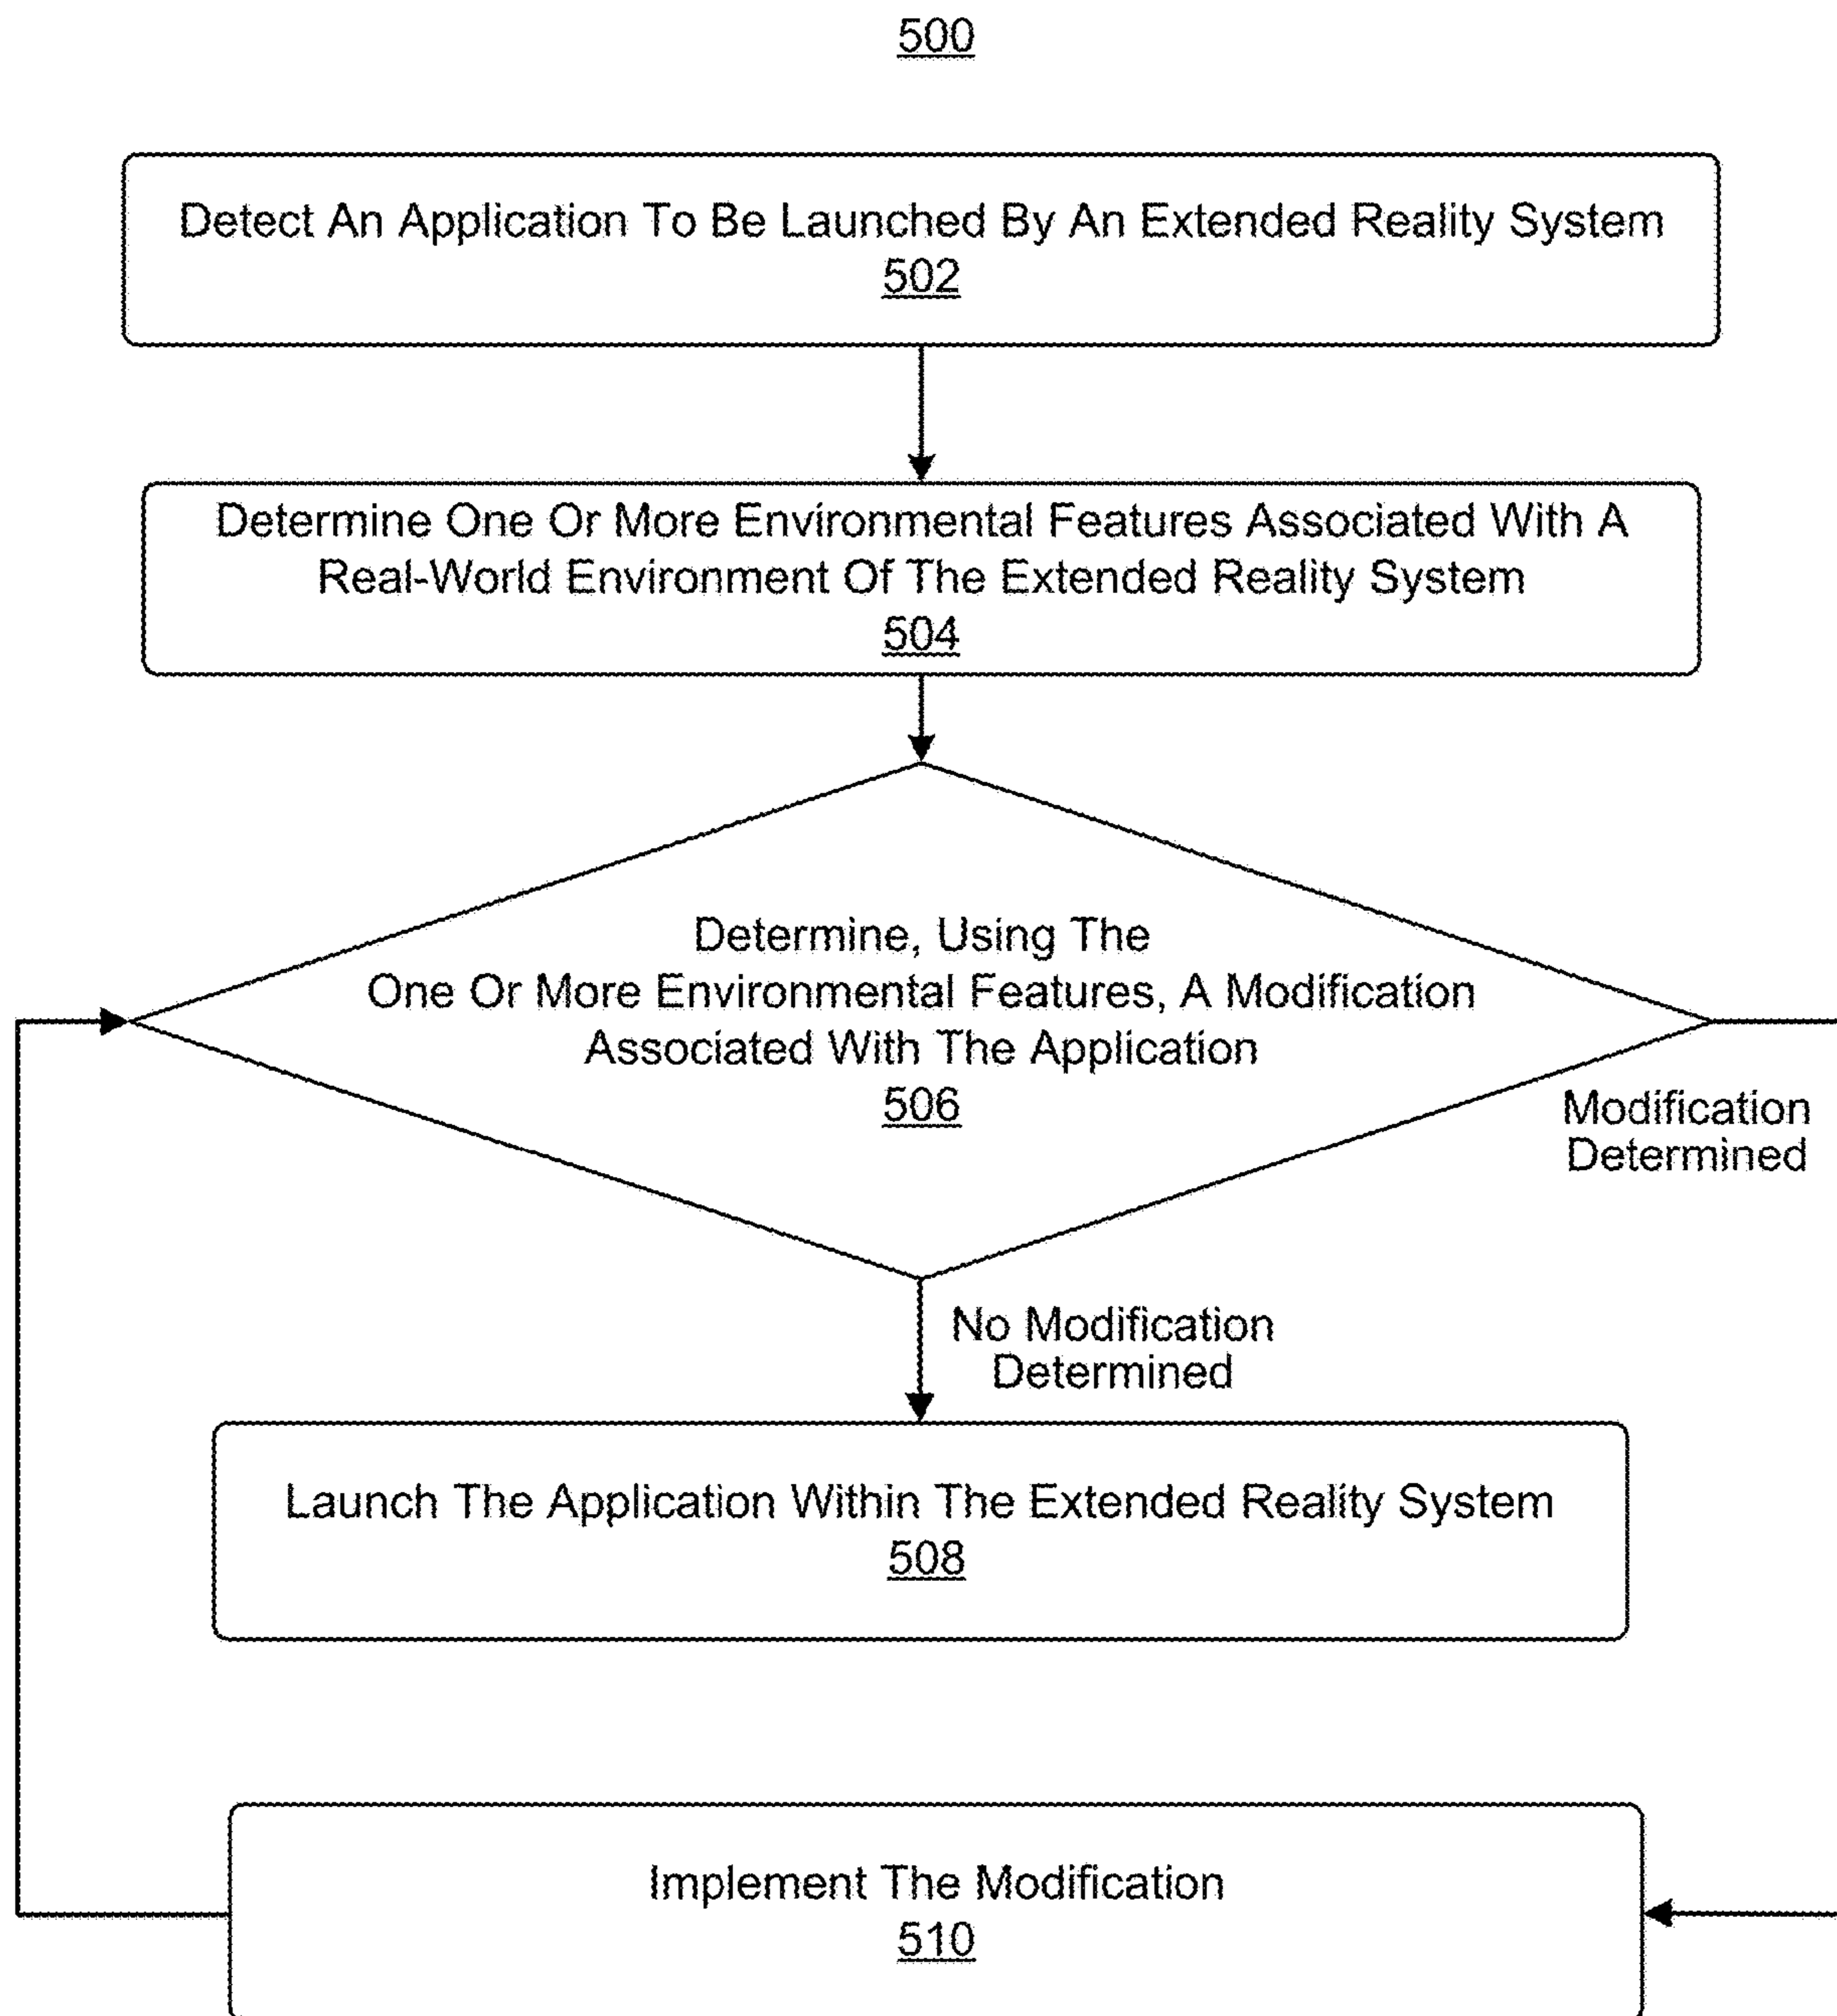 500
Detect An Application To Be Launched By An Extended Reality System
502
Determine One Or More Environmental Features Associated With A
Real-World Environment Of The Extended Reality System
504
Determine, Using The
One Or More Environmental Features, A Modification
Associated With The Application
506
Modification
Determined
No Modification
Determined
Launch The Application Within The Extended Reality System
508
Implement The Modification
510